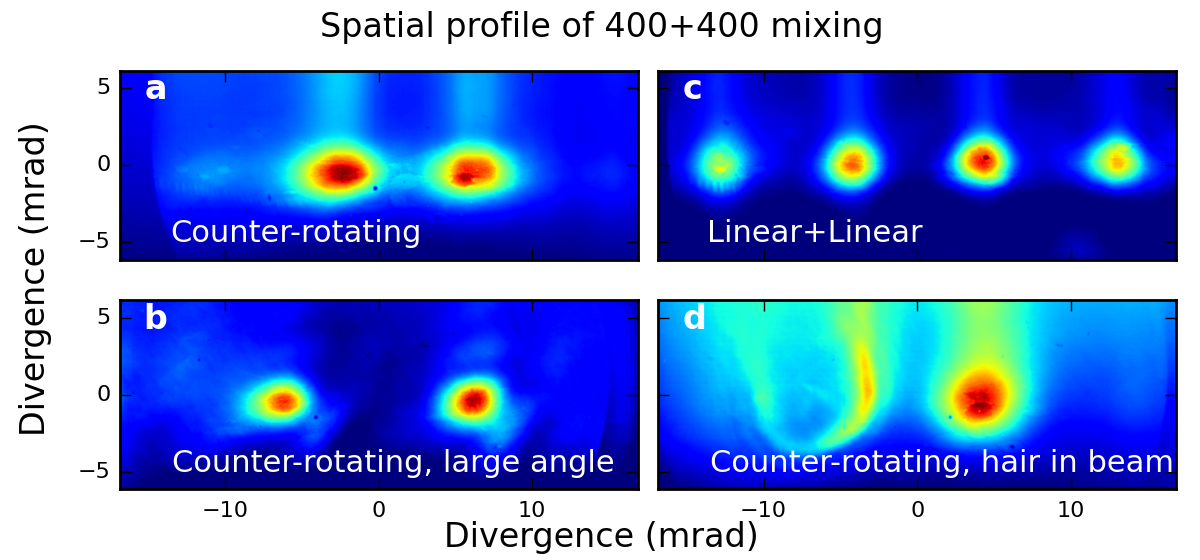 Spatial profile of 400+400 mixing
Divergence (mrad)
5
0
−5
a
Counter-rotating
c
Linear+Linear
5
0
−5
b
Counter-rotating, large angle
d
Counter-rotating, hair in beam
−10 0 10
−10 0 10
Divergence (mrad)